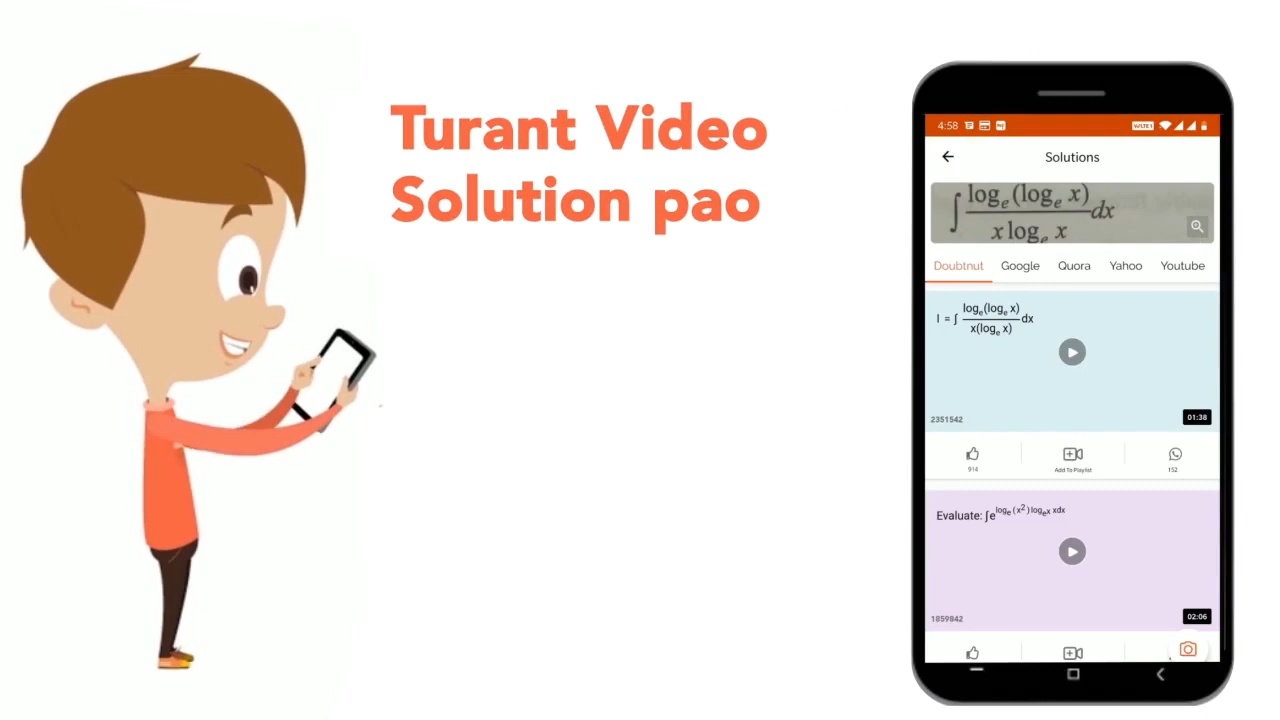 Turant Video
Solution pao
4:58
VoLTE
Solutions
∫ logₑ(logₑ x) / x logₑ x dx
Doubtnut Google Quora Yahoo Youtube
I = ∫ logₑ(logₑ x) / x(logₑ x) dx
2351542 01:38
914 Add To Playlist 152
Evaluate: ∫e^logₑ(x²)logₑx xdx
1859842 02:06